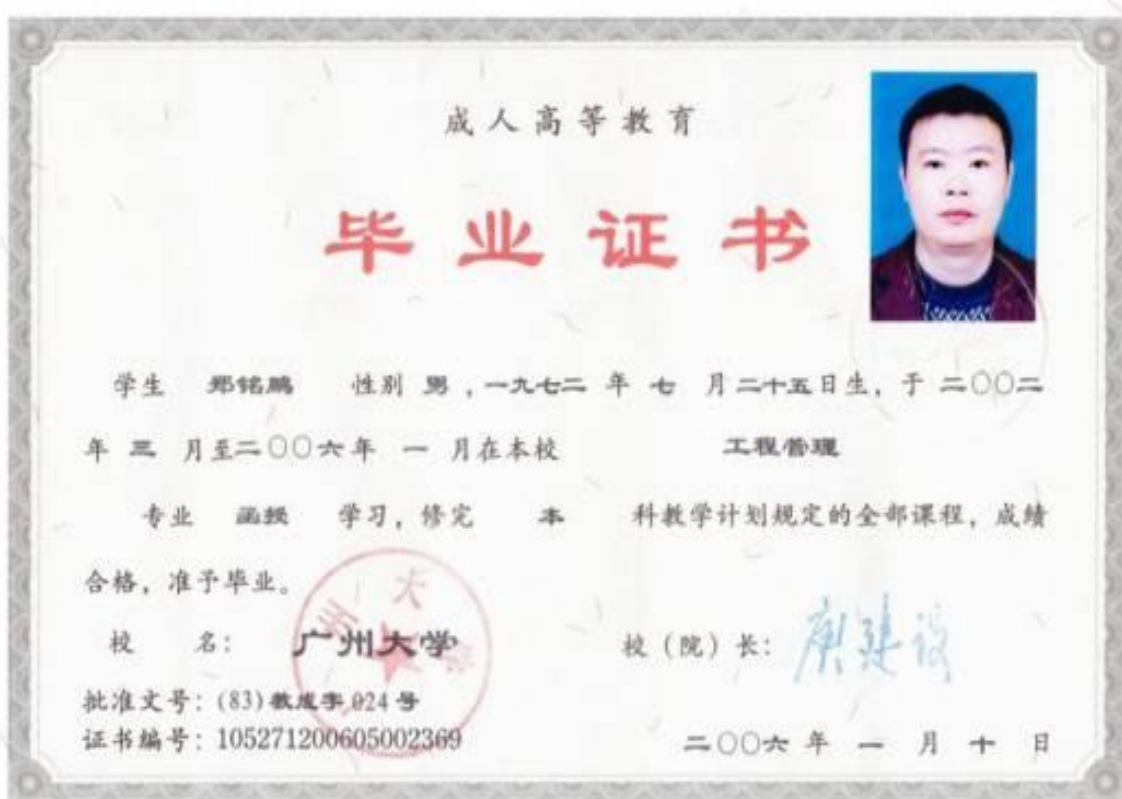 成人高等教育
毕业证书
学生 郑铭鹏 性别 男，一九七二 年 七 月二十五日生，于 二〇〇二
年 三 月至二〇〇六年 一 月在本校 工程管理
专业 函授 学习，修完 本 科教学计划规定的全部课程，成绩
合格，准予毕业。
校 名： 广州大学
校（院）长： 庾建设
批准文号：(83)教成字024号
证书编号：105271200605002369
二〇〇六 年 一 月 十 日